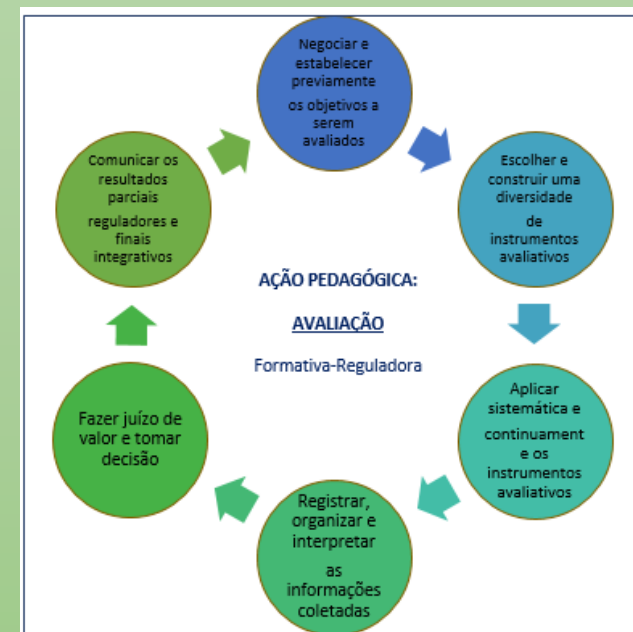 Negociar e
estabelecer
previamente
os objetivos a
serem
avaliados
Escolher e
construir uma
diversidade
de
instrumentos
avaliativos
Aplicar
sistemática e
continuament
e os
instrumentos
avaliativos
Registrar,
organizar e
interpretar
as
informações
coletadas
Fazer juízo de
valor e tomar
decisão
Comunicar os
resultados
parciais
reguladores e
finais
integrativos
AÇÃO PEDAGÓGICA:
AVALIAÇÃO
Formativa-Reguladora